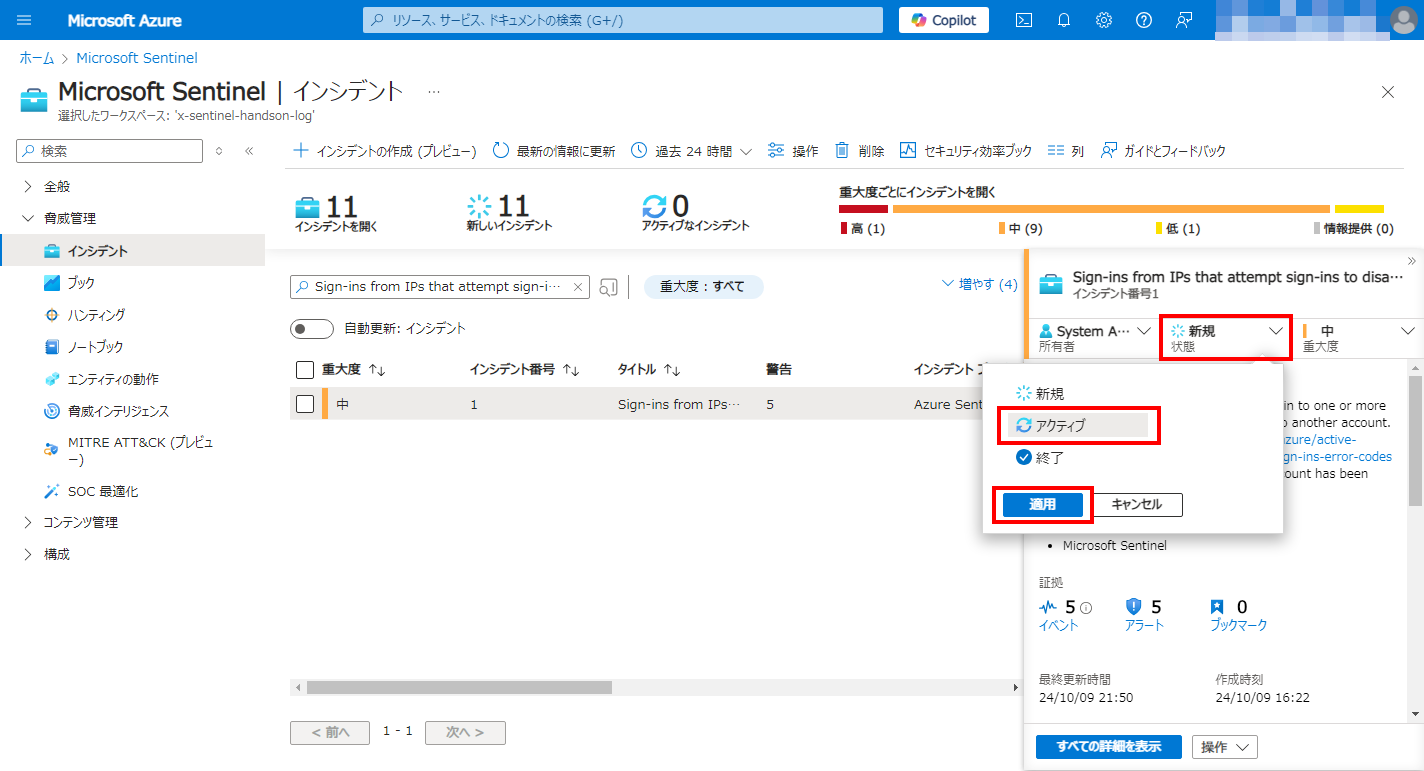 Microsoft Azure
リソース、サービス、ドキュメントの検索 (G+/)
Copilot
ホーム > Microsoft Sentinel
Microsoft Sentinel | インシデント ...
選択したワークスペース: 'x-sentinel-handson-log'
検索
インシデントの作成 (プレビュー)
最新の情報に更新
過去 24 時間
操作
削除
セキュリティ効率ブック
列
ガイドとフィードバック
全般
脅威管理
インシデント
ブック
ハンティング
ノートブック
エンティティの動作
脅威インテリジェンス
MITRE ATT&CK (プレビュ
ー)
SOC 最適化
コンテンツ管理
構成
11
インシデントを開く
11
新しいインシデント
0
アクティブなインシデント
重大度ごとにインシデントを開く
高 (1)
中 (9)
低 (1)
情報提供 (0)
Sign-ins from IPs that attempt sign-i…
重大度 : すべて
増やす (4)
自動更新: インシデント
重大度
インシデント番号
タイトル
警告
インシデント プ
中
1
Sign-ins from IPs…
5
Azure Sent
< 前へ
1 - 1
次へ >
Sign-ins from IPs that attempt sign-ins to disa…
インシデント番号1
System A…
所有者
新規
状態
中
重大度
新規
アクティブ
終了
適用
キャンセル
in to one or more
o another account.
azure/active-
gn-ins-error-codes
ount has been
• Microsoft Sentinel
証拠
5
イベント
5
アラート
0
ブックマーク
最終更新時間
24/10/09 21:50
作成時刻
24/10/09 16:22
すべての詳細を表示
操作